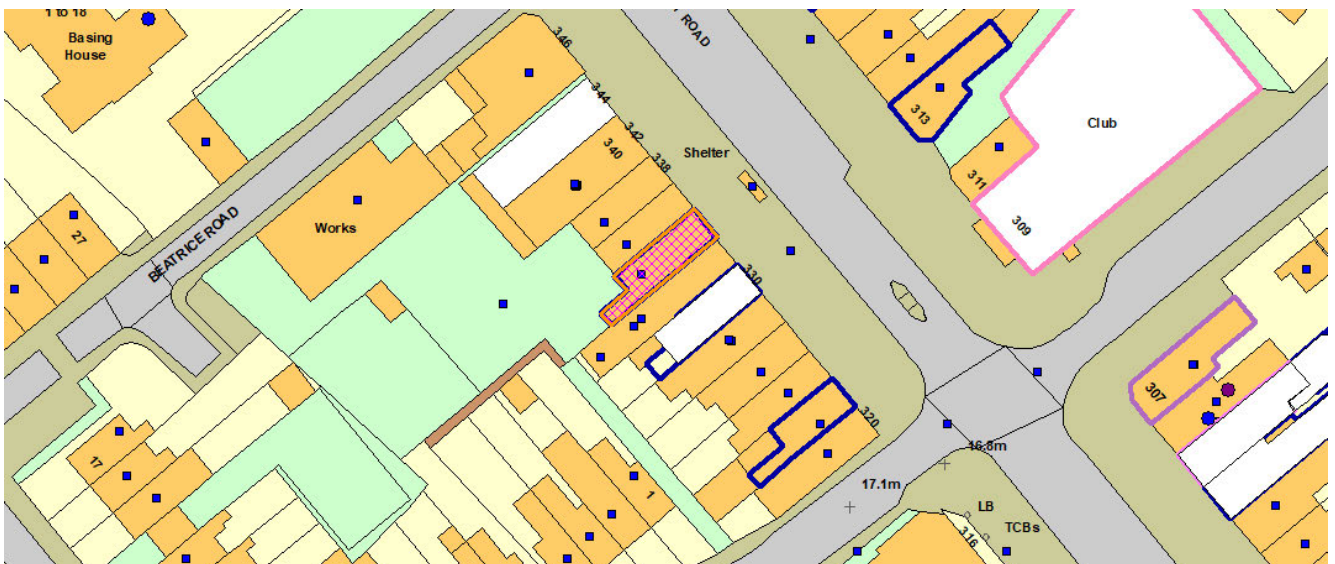 1 to 18
Basing
House
346
ROAD
313
Club
344
342
340
338
Shelter
311
309
27
BEATRICE ROAD
Works
330
307
320
17
1
16.8m
17.1m
LB
TCBs
316